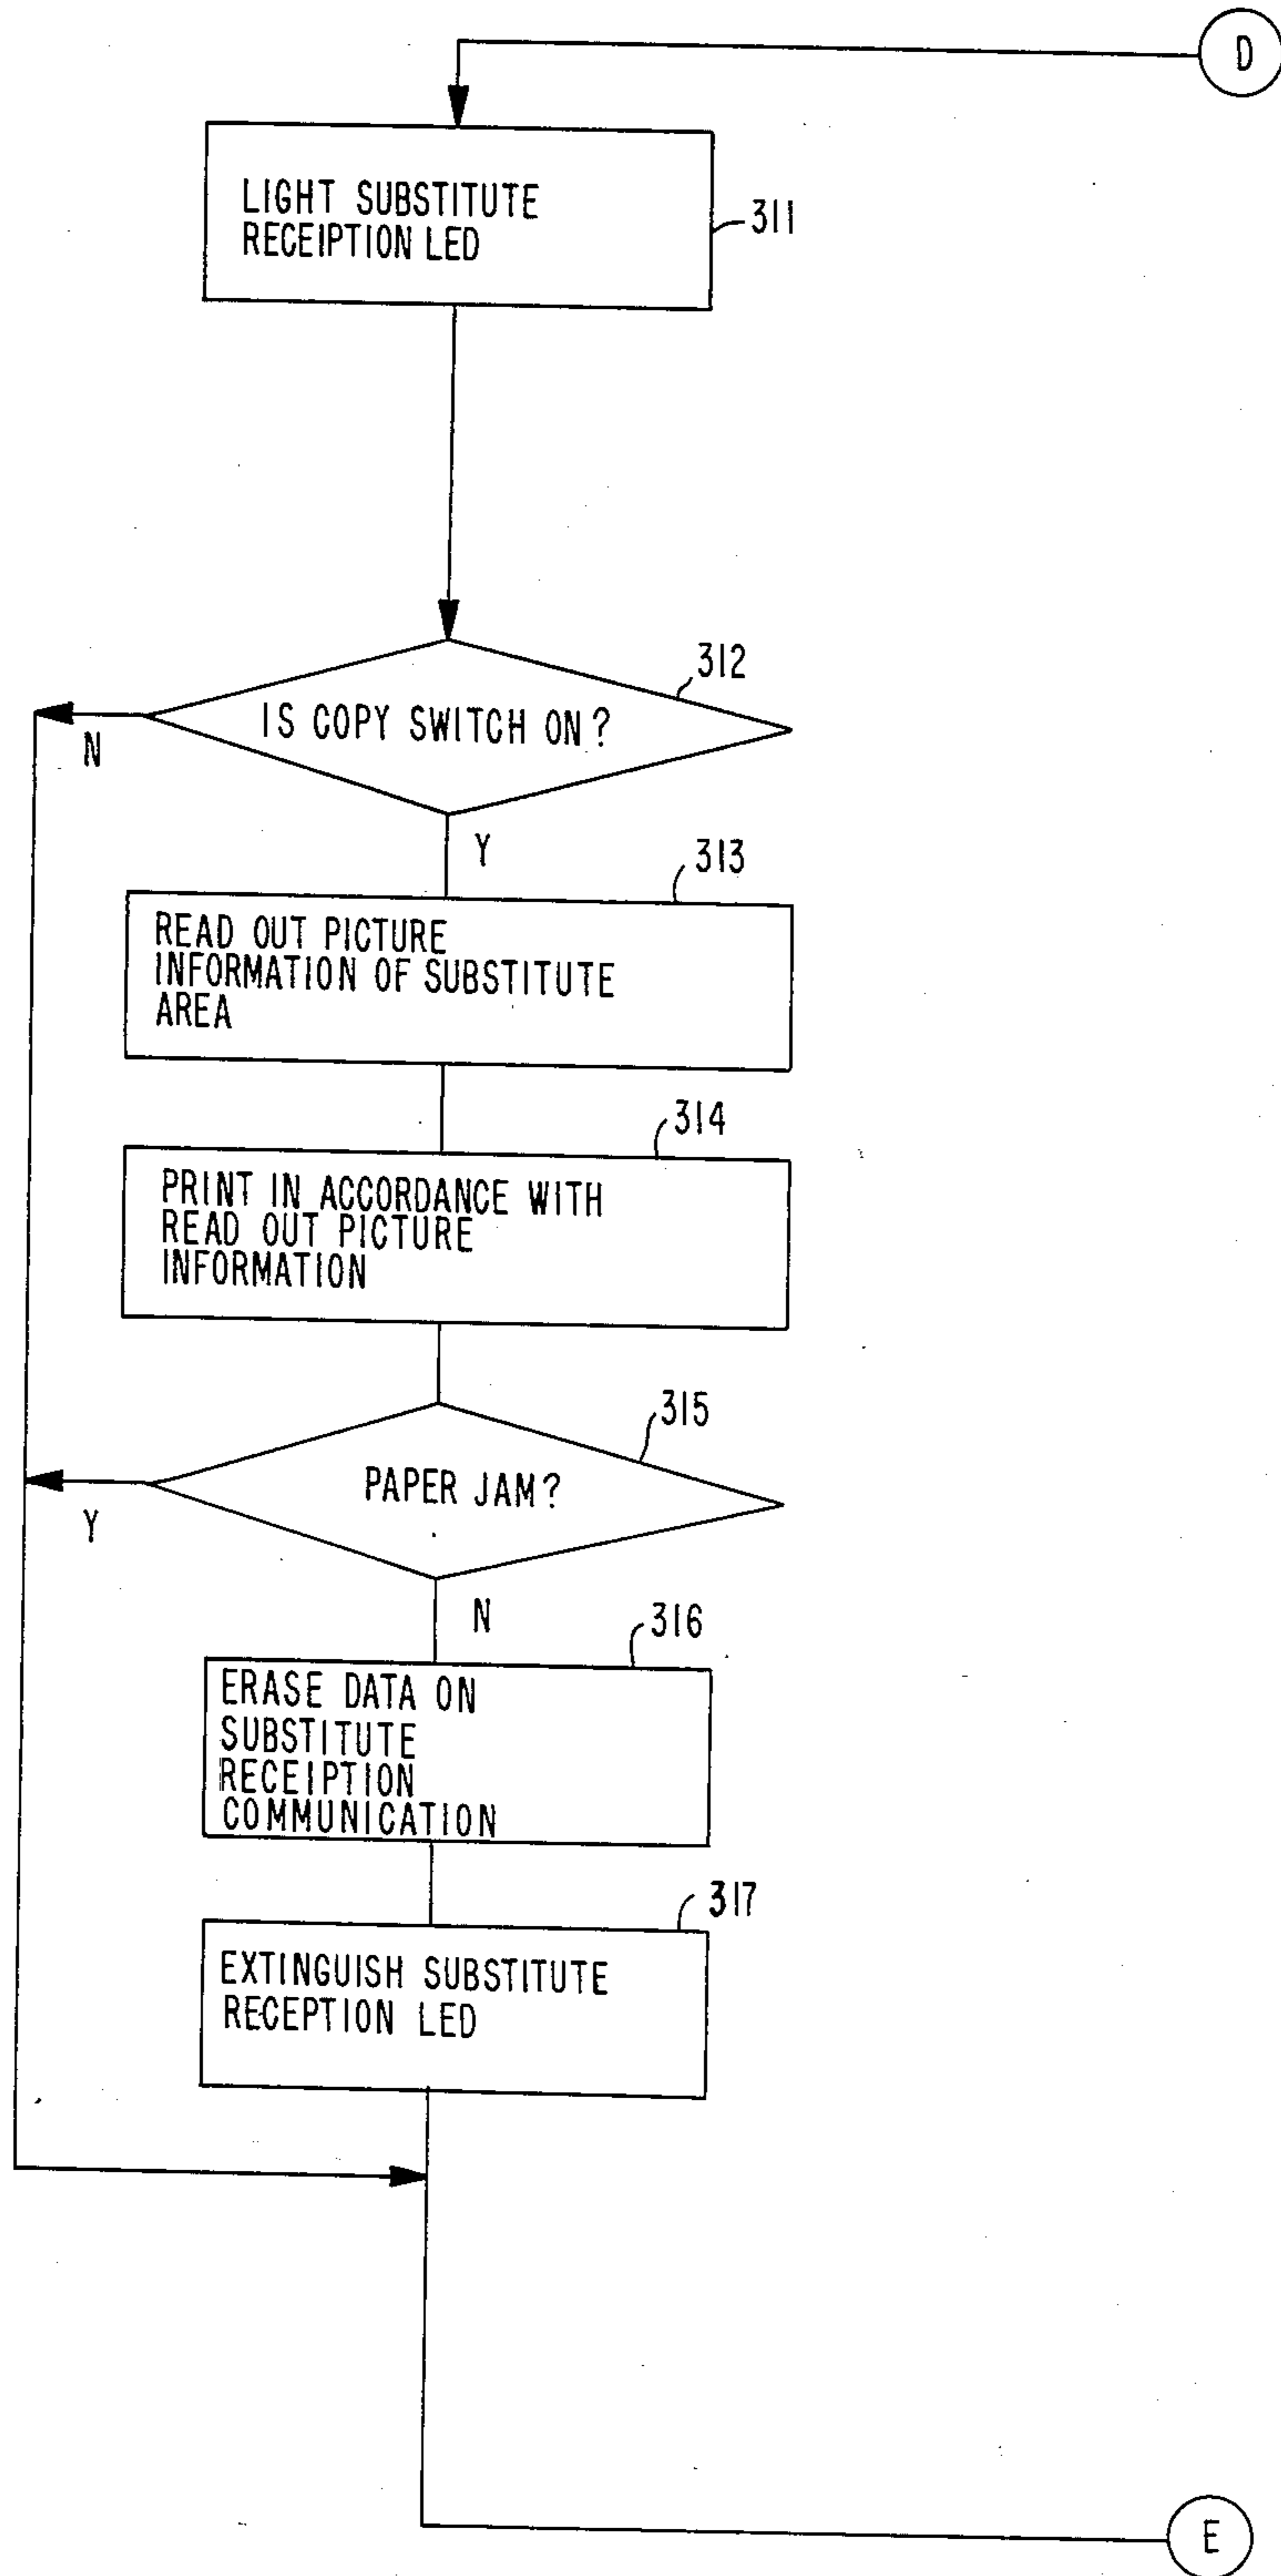 D
LIGHT SUBSTITUTE
RECEIPTION LED
311
312
IS COPY SWITCH ON?
N
Y
313
READ OUT PICTURE
INFORMATION OF SUBSTITUTE
AREA
314
PRINT IN ACCORDANCE WITH
READ OUT PICTURE
INFORMATION
315
PAPER JAM?
Y
N
316
ERASE DATA ON
SUBSTITUTE
RECEIPTION
COMMUNICATION
317
EXTINGUISH SUBSTITUTE
RECEPTION LED
E